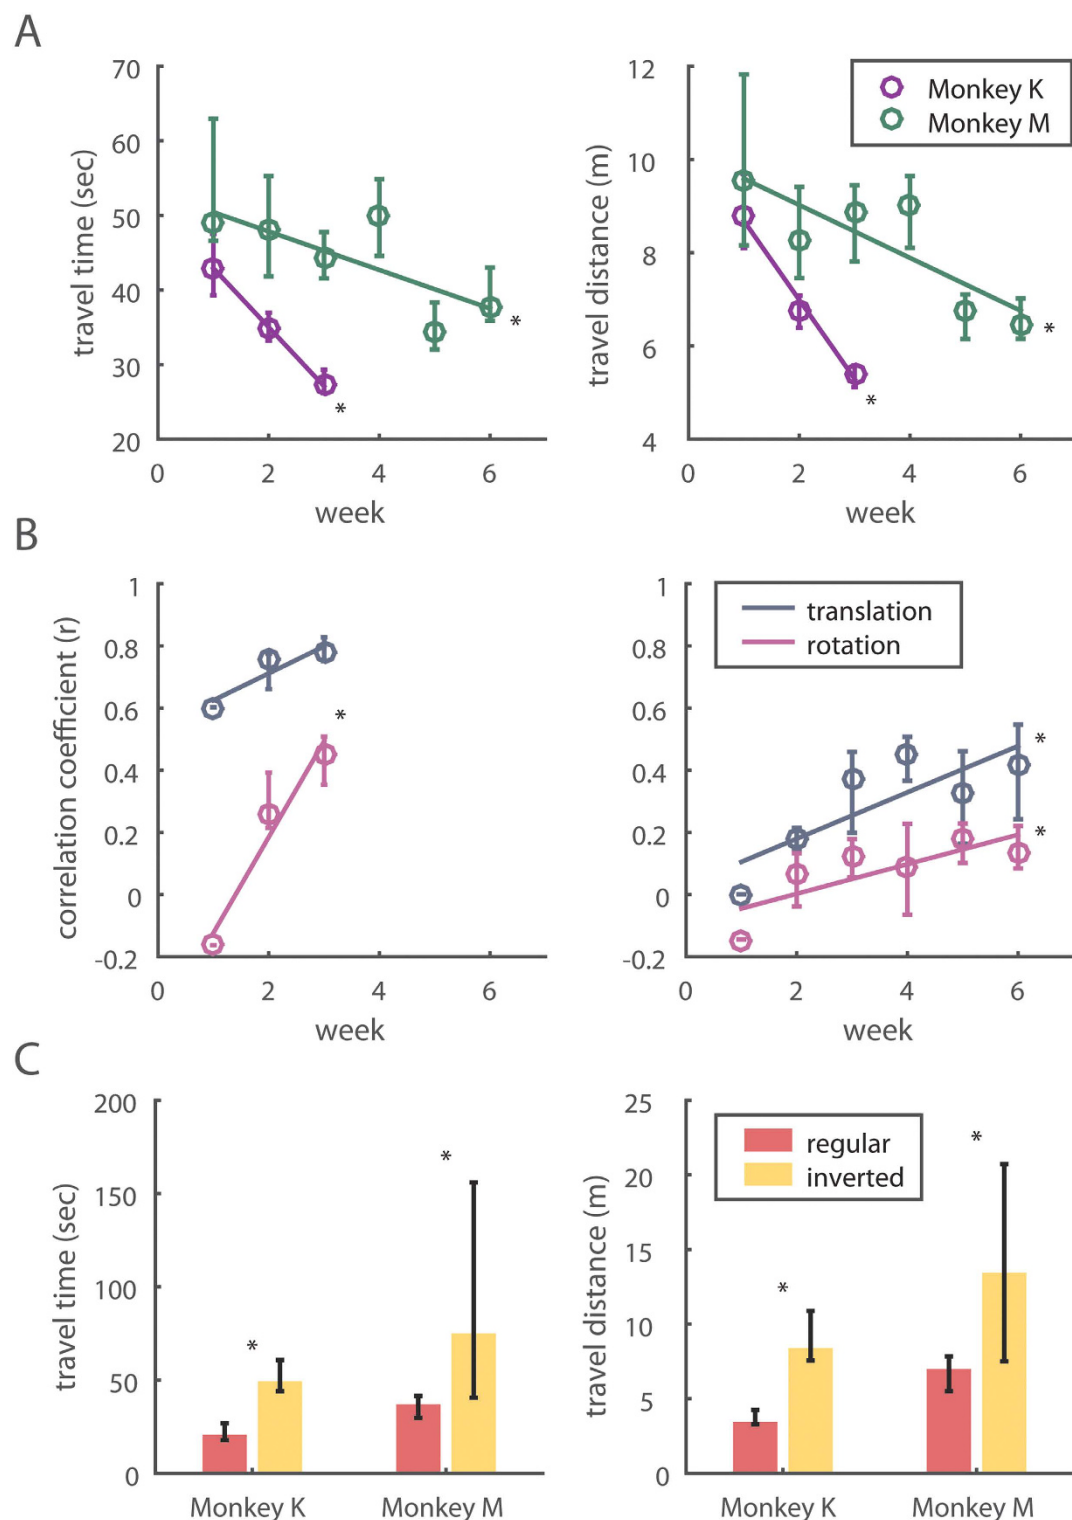 A
travel time (sec)
70
60
50
40
30
20
0
2
4
6
week
*
*
travel distance (m)
12
10
8
6
4
0
2
4
6
week
*
*
Monkey K
Monkey M
B
correlation coefficient (r)
1
0.8
0.6
0.4
0.2
0
-0.2
0
2
4
6
week
*
1
0.8
0.6
0.4
0.2
0
-0.2
0
2
4
6
week
*
*
translation
rotation
C
travel time (sec)
200
150
100
50
0
*
*
Monkey K
Monkey M
travel distance (m)
25
20
15
10
5
0
*
*
regular
inverted
Monkey K
Monkey M